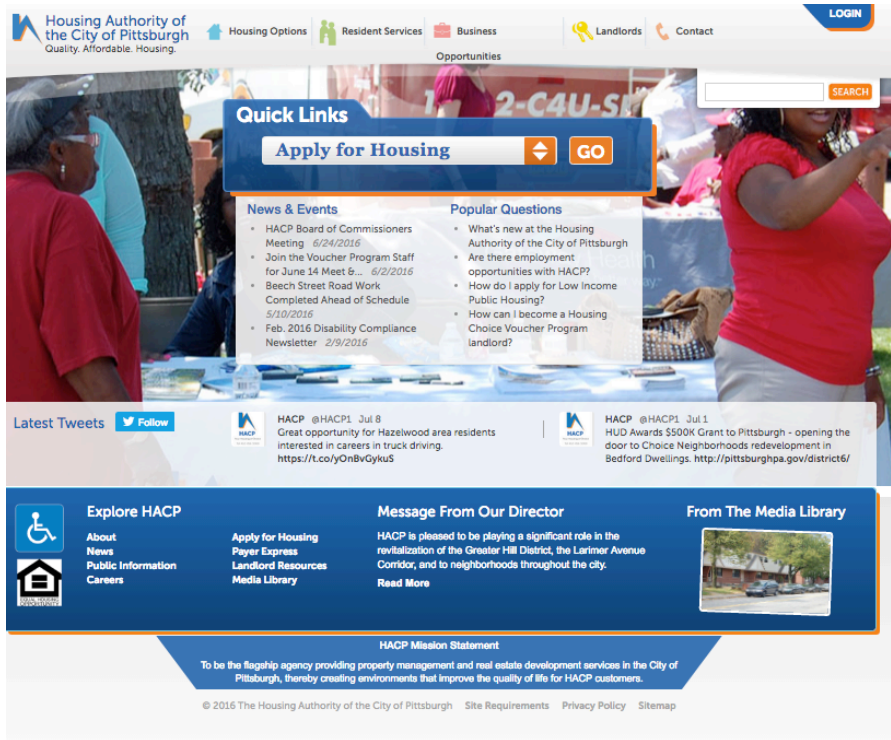 Housing Authority of
the City of Pittsburgh
Quality. Affordable. Housing.
Housing Options
Resident Services
Business
Opportunities
Landlords
Contact
LOGIN
SEARCH
2-C4U-S
Quick Links
Apply for Housing
GO
News & Events
HACP Board of Commissioners
Meeting 6/24/2016
Join the Voucher Program Staff
for June 14 Meet &... 6/2/2016
Beech Street Road Work
Completed Ahead of Schedule
5/10/2016
Feb. 2016 Disability Compliance
Newsletter 2/9/2016
Popular Questions
What's new at the Housing
Authority of the City of Pittsburgh
Are there employment
opportunities with HACP?
How do I apply for Low Income
Public Housing?
How can I become a Housing
Choice Voucher Program
landlord?
Latest Tweets
Follow
HACP
HACP @HACP1 Jul 8
Great opportunity for Hazelwood area residents
interested in careers in truck driving.
https://t.co/yOnBvGykuS
HACP
HACP @HACP1 Jul 1
HUD Awards $500K Grant to Pittsburgh - opening the
door to Choice Neighborhoods redevelopment in
Bedford Dwellings. http://pittsburghpa.gov/district6/
EQUAL HOUSING
OPPORTUNITY
Explore HACP
About
News
Public Information
Careers
Apply for Housing
Payer Express
Landlord Resources
Media Library
Message From Our Director
HACP is pleased to be playing a significant role in the
revitalization of the Greater Hill District, the Larimer Avenue
Corridor, and to neighborhoods throughout the city.
Read More
From The Media Library
HACP Mission Statement
To be the flagship agency providing property management and real estate development services in the City of
Pittsburgh, thereby creating environments that improve the quality of life for HACP customers.
© 2016 The Housing Authority of the City of Pittsburgh Site Requirements Privacy Policy Sitemap